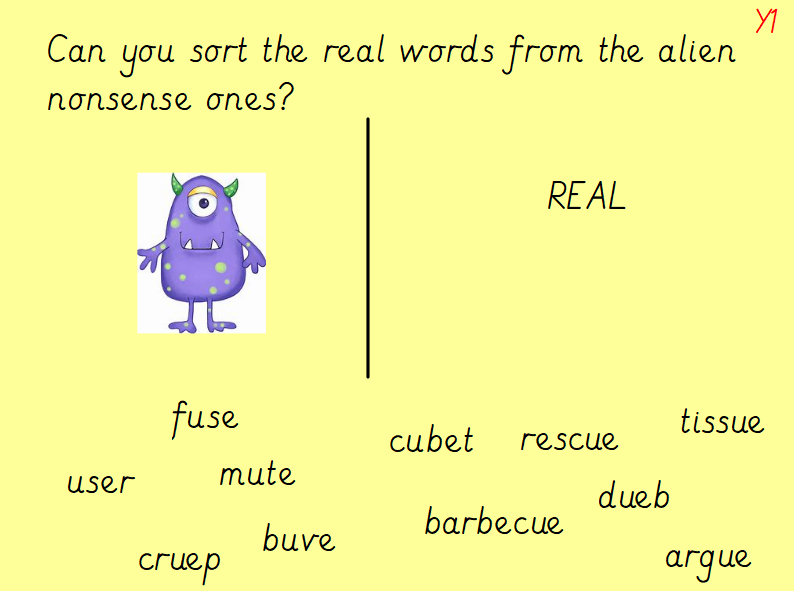 Y1
Can you sort the real words from the alien
nonsense ones?
REAL
fuse
cubet
rescue
tissue
user
mute
dueb
barbecue
buve
cruep
argue